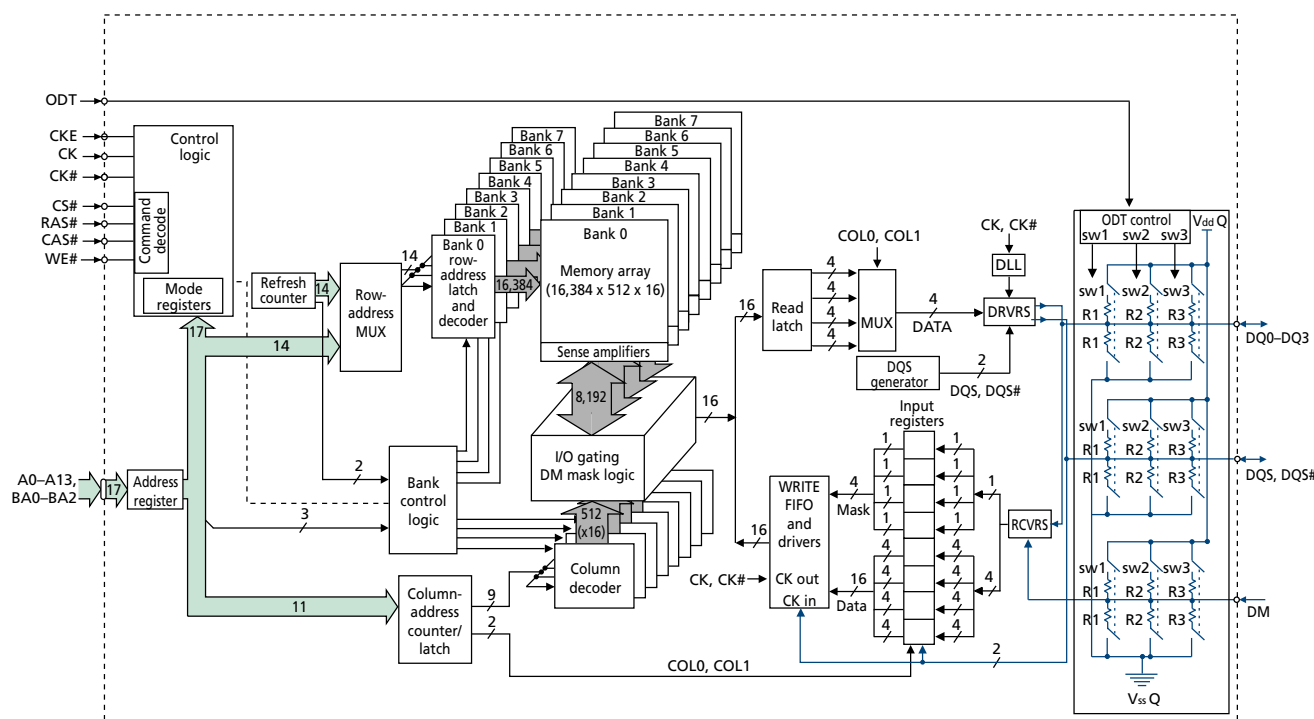 ODT
CKE
CK
CK#
CS#
RAS#
CAS#
WE#
Control
logic
Command
decode
Mode
registers
17
14
Refresh
counter
14
Row-
address
MUX
14
Bank 7
Bank 6
Bank 5
Bank 4
Bank 3
Bank 2
Bank 1
Bank 0
row-
address
latch
and
decoder
16,384
Bank 7
Bank 6
Bank 5
Bank 4
Bank 3
Bank 2
Bank 1
Bank 0
Memory array
(16,384 x 512 x 16)
Sense amplifiers
8,192
16
I/O gating
DM mask logic
512
(x16)
Column
decoder
A0–A13,
BA0–BA2
17
Address
register
2
3
Bank
control
logic
11
Column-
address
counter/
latch
9
2
COL0, COL1
16
Read
latch
4
4
4
4
COL0, COL1
MUX
4
DATA
CK, CK#
DLL
DRVRS
DQS
generator
2
DQS, DQS#
Input
registers
16
WRITE
FIFO
and
drivers
CK out
CK in
CK, CK#
4
Mask
16
Data
1
1
1
1
4
4
4
4
1
1
1
1
4
4
4
4
1
4
RCVRS
2
ODT control
sw1 sw2 sw3
Vdd Q
sw1 sw2 sw3
R1 R2 R3
R1 R2 R3
DQ0–DQ3
sw1 sw2 sw3
R1 R2 R3
R1 R2 R3
DQS, DQS#
sw1 sw2 sw3
R1 R2 R3
R1 R2 R3
DM
Vss Q